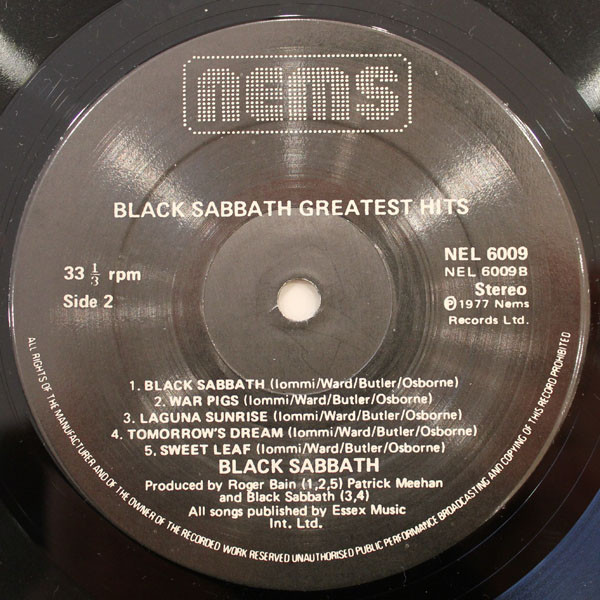 nems
BLACK SABBATH GREATEST HITS
33 1/3 rpm
Side 2
NEL 6009
NEL 6009B
Stereo
Ⓟ1977 Nems
Records Ltd.
1. BLACK SABBATH (Iommi/Ward/Butler/Osborne)
2. WAR PIGS (Iommi/Ward/Butler/Osborne)
3. LAGUNA SUNRISE (Iommi/Ward/Butler/Osborne)
4. TOMORROW'S DREAM (Iommi/Ward/Butler/Osborne)
5. SWEET LEAF (Iommi/Ward/Butler/Osborne)
BLACK SABBATH
Produced by Roger Bain (1,2,5) Patrick Meehan
and Black Sabbath (3,4)
All songs published by Essex Music
Int. Ltd.
ALL RIGHTS OF THE MANUFACTURER AND OF THE OWNER OF THE RECORDED WORK RESERVED UNAUTHORISED PUBLIC PERFORMANCE BROADCASTING AND COPYING OF THIS RECORD PROHIBITED